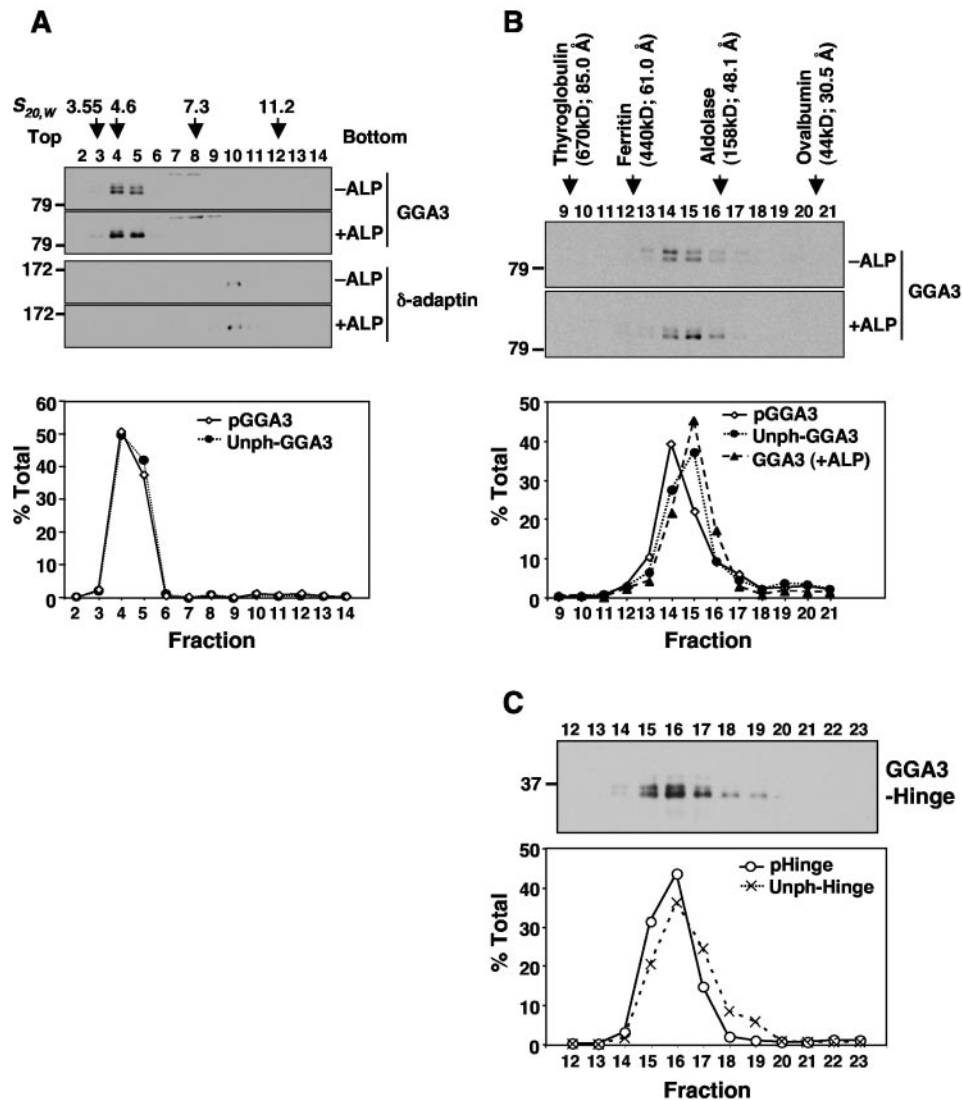 A
S20,W
3.55 4.6 7.3 11.2
Top Bottom
2 3 4 5 6 7 8 9 10 11 12 13 14
–ALP
79
GGA3
+ALP
79
172
–ALP
δ-adaptin
172
+ALP
60
50
40
30
20
10
0
% Total
pGGA3
Unph-GGA3
2 3 4 5 6 7 8 9 10 11 12 13 14
Fraction
B
Thyroglobulin
(670kD; 85.0 Å)
Ferritin
(440kD; 61.0 Å)
Aldolase
(158kD; 48.1 Å)
Ovalbumin
(44kD; 30.5 Å)
9 10 11 12 13 14 15 16 17 18 19 20 21
–ALP
79
GGA3
+ALP
79
50
40
30
20
10
0
% Total
pGGA3
Unph-GGA3
GGA3 (+ALP)
9 10 11 12 13 14 15 16 17 18 19 20 21
Fraction
C
12 13 14 15 16 17 18 19 20 21 22 23
37
GGA3
-Hinge
50
40
30
20
10
0
% Total
pHinge
Unph-Hinge
12 13 14 15 16 17 18 19 20 21 22 23
Fraction